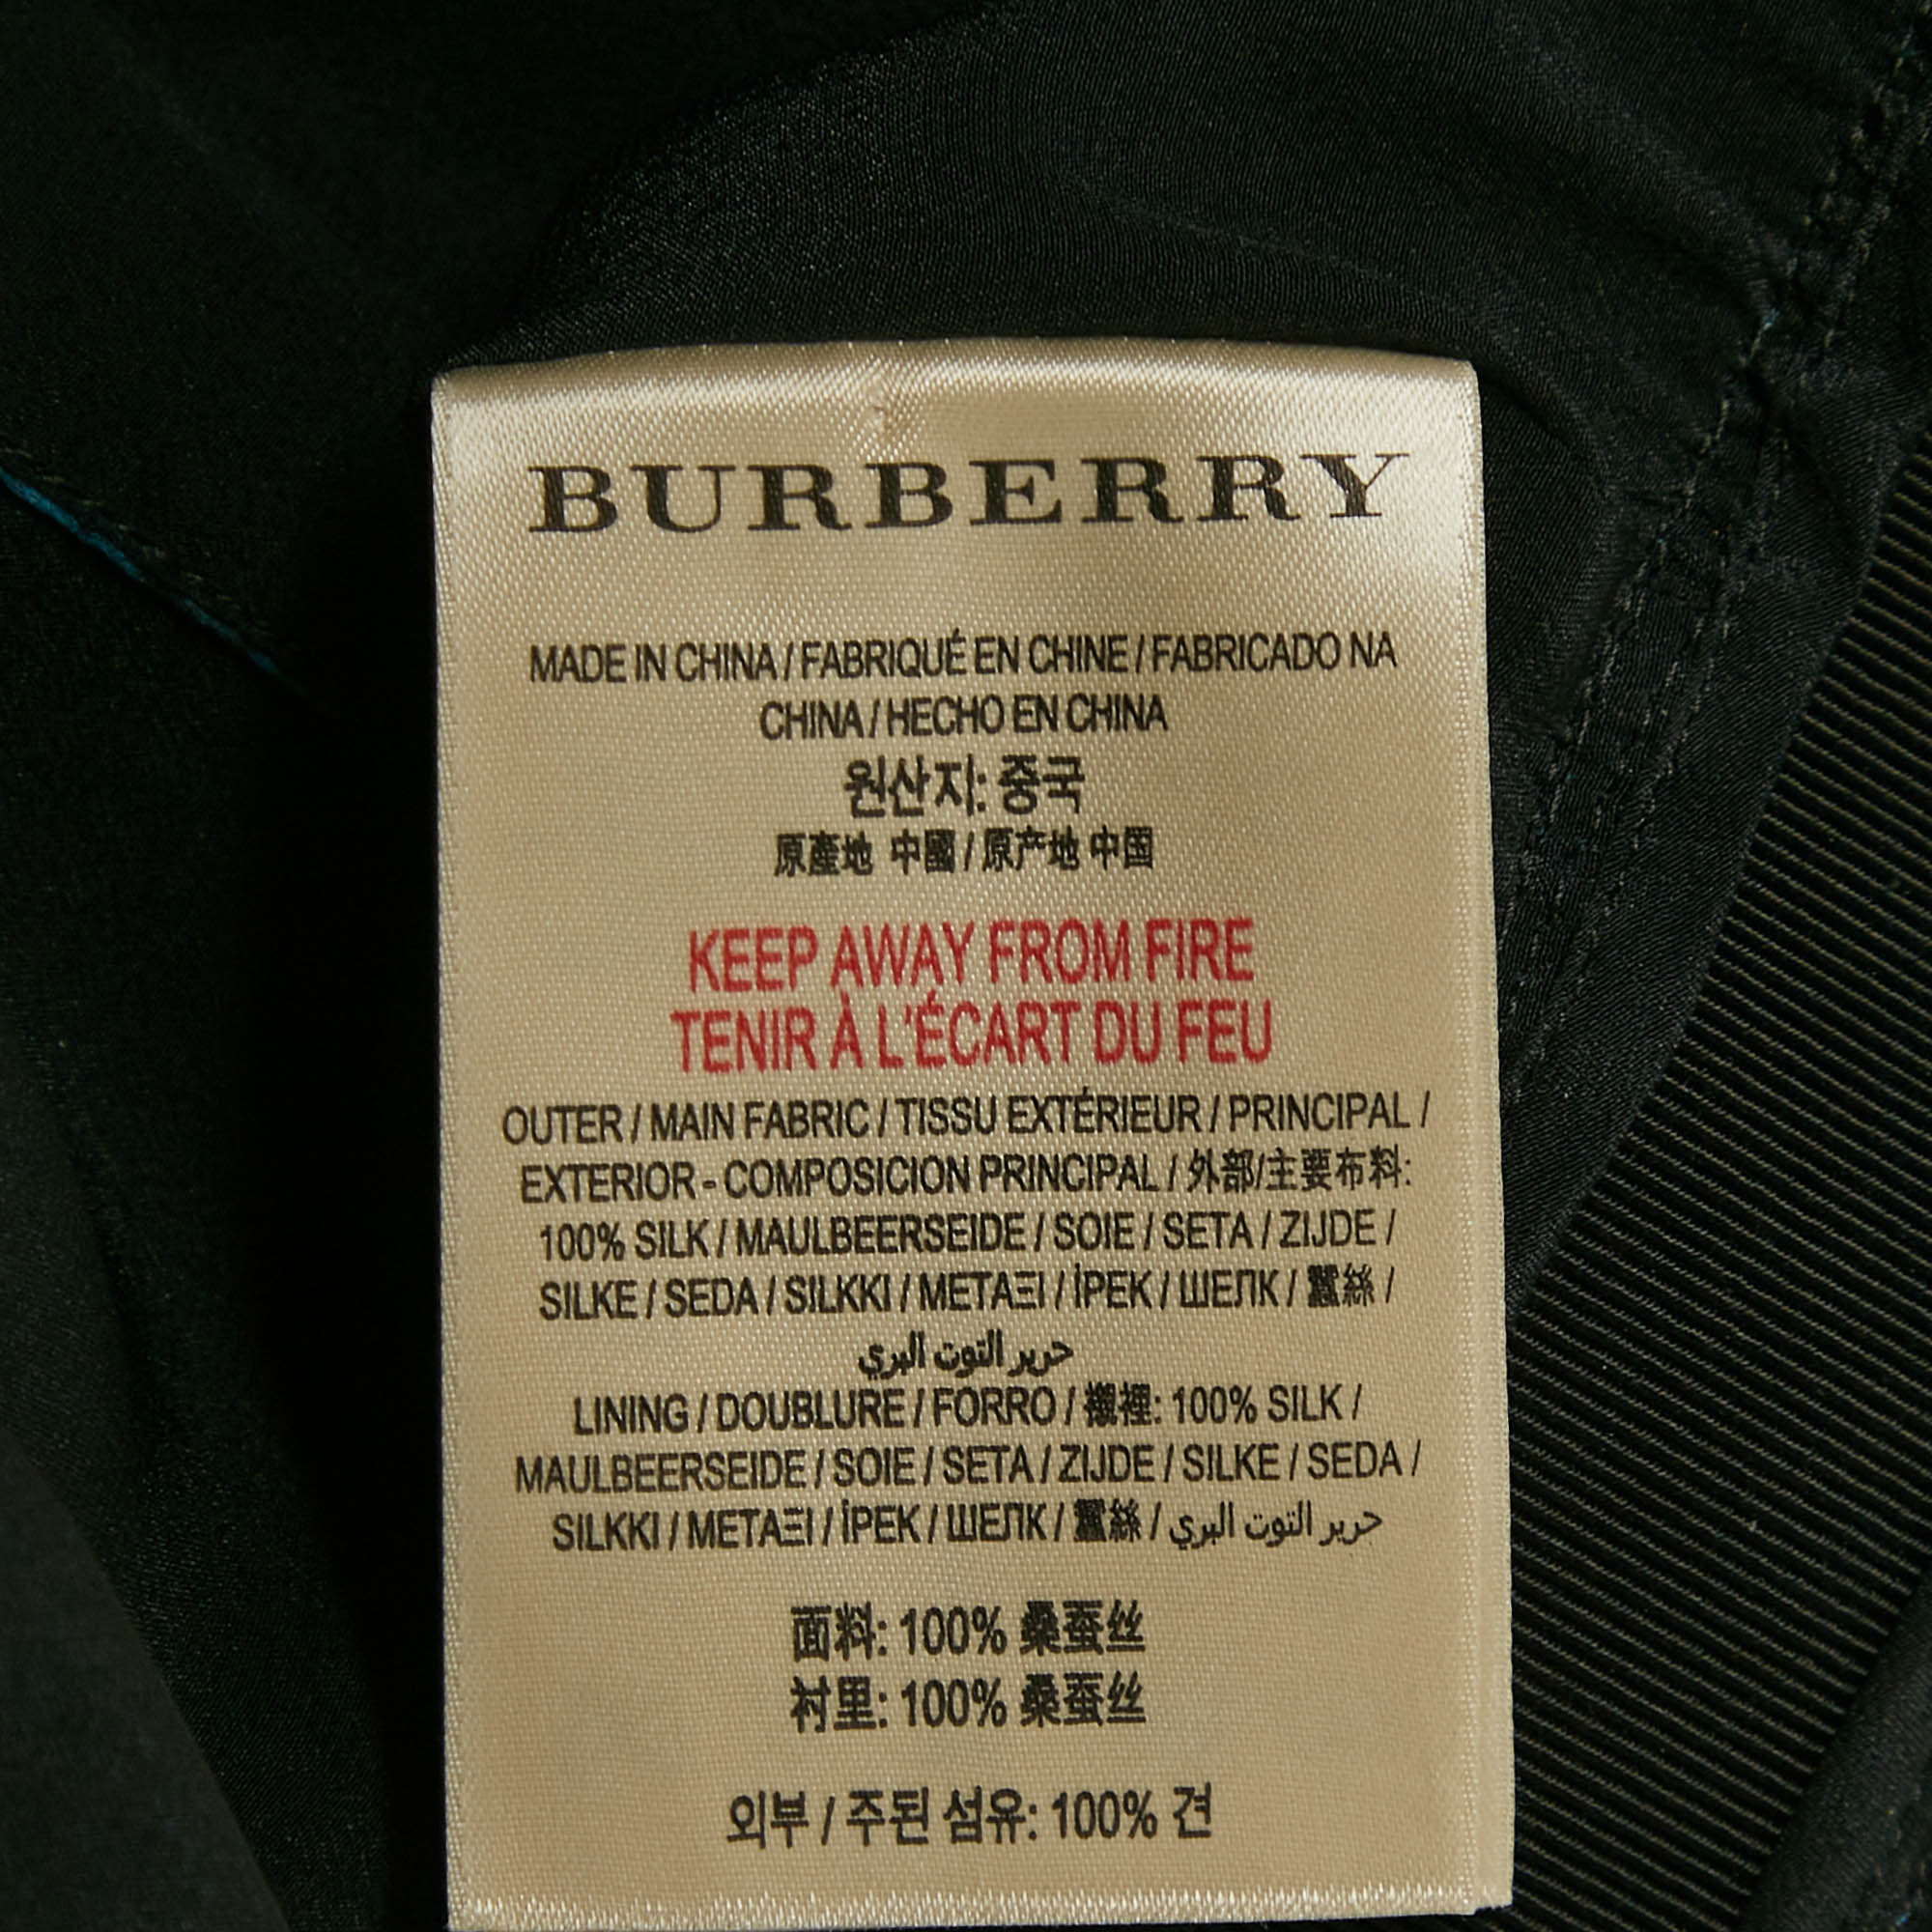 BURBERRY
MADE IN CHINA / FABRIQUÉ EN CHINE / FABRICADO NA
CHINA / HECHO EN CHINA
원산지: 중국
原產地 中國 / 原产地 中国
KEEP AWAY FROM FIRE
TENIR À L'ÉCART DU FEU
OUTER / MAIN FABRIC / TISSU EXTÉRIEUR / PRINCIPAL /
EXTERIOR - COMPOSICION PRINCIPAL / 外部/主要布料:
100% SILK / MAULBEERSEIDE / SOIE / SETA / ZIJDE /
SILKE / SEDA / SILKKI / ΜΕΤΑΞΙ / İPEK / ШЕЛК / 蠶絲 /
حرير التوت البري
LINING / DOUBLURE / FORRO / 襯裡: 100% SILK /
MAULBEERSEIDE / SOIE / SETA / ZIJDE / SILKE / SEDA /
SILKKI / ΜΕΤΑΞΙ / İPEK / ШЕЛК / 蠶絲 / حرير التوت البري
面料: 100% 桑蚕丝
衬里: 100% 桑蚕丝
외부 / 주된 섬유: 100% 견